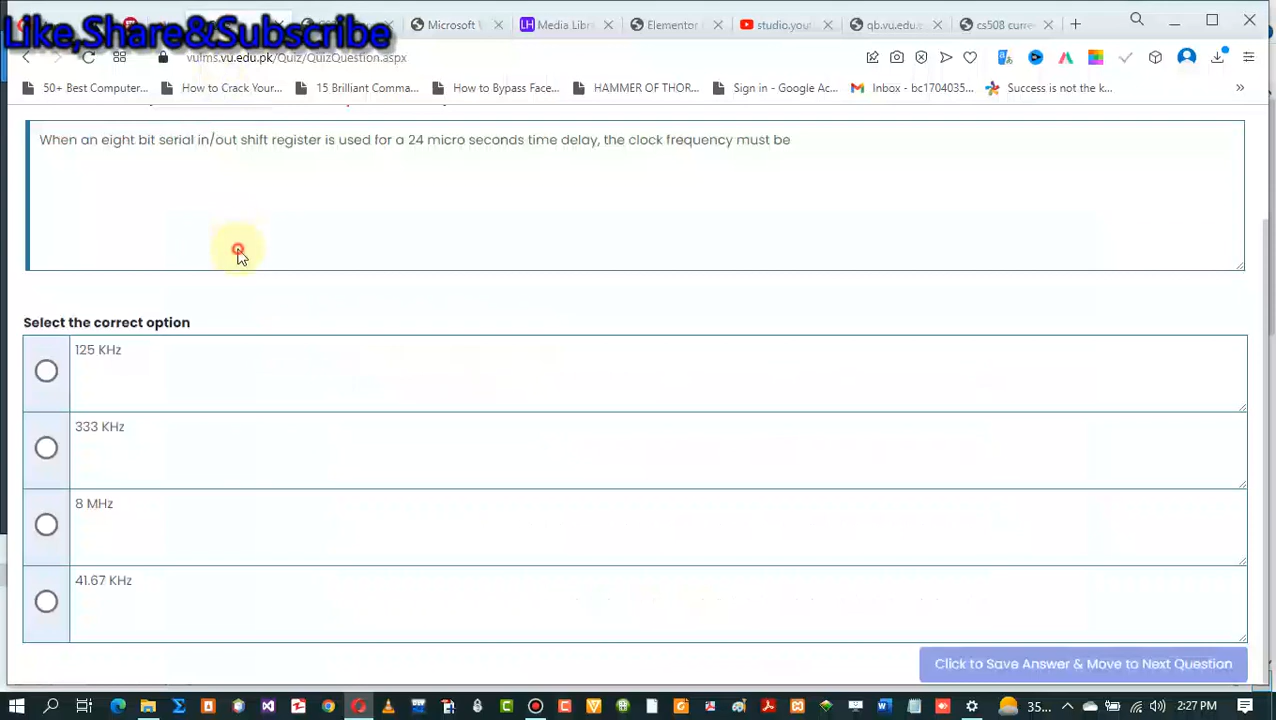 Like,Share&Subscribe
Microsoft W
Media Libra
Elementor
studio.yout
qb.vu.edu.
cs508 curre
vulms.vu.edu.pk/Quiz/QuizQuestion.aspx
50+ Best Computer...
How to Crack Your...
15 Brilliant Comma...
How to Bypass Face...
HAMMER OF THOR...
Sign in - Google Ac...
Inbox - bc1704035...
Success is not the k...
When an eight bit serial in/out shift register is used for a 24 micro seconds time delay, the clock frequency must be
Select the correct option
125 KHz
333 KHz
8 MHz
41.67 KHz
Click to Save Answer & Move to Next Question
35...
2:27 PM